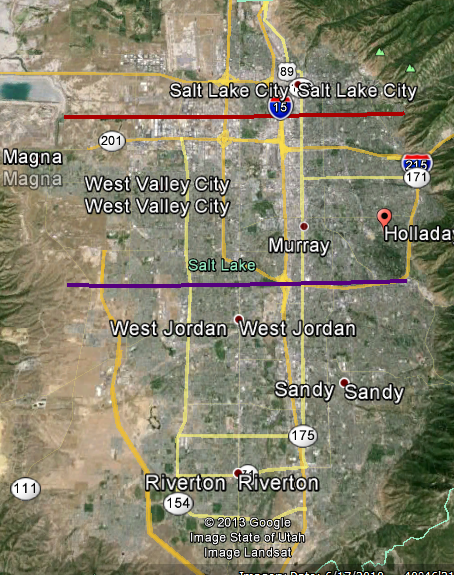 89
Salt Lake City Salt Lake City
15
201
215
Magna
171
Magna
West Valley City
West Valley City
Holladay
Murray
Salt Lake
West Jordan West Jordan
Sandy Sandy
175
Riverton Riverton
111
154
© 2013 Google
Image State of Utah
Image Landsat